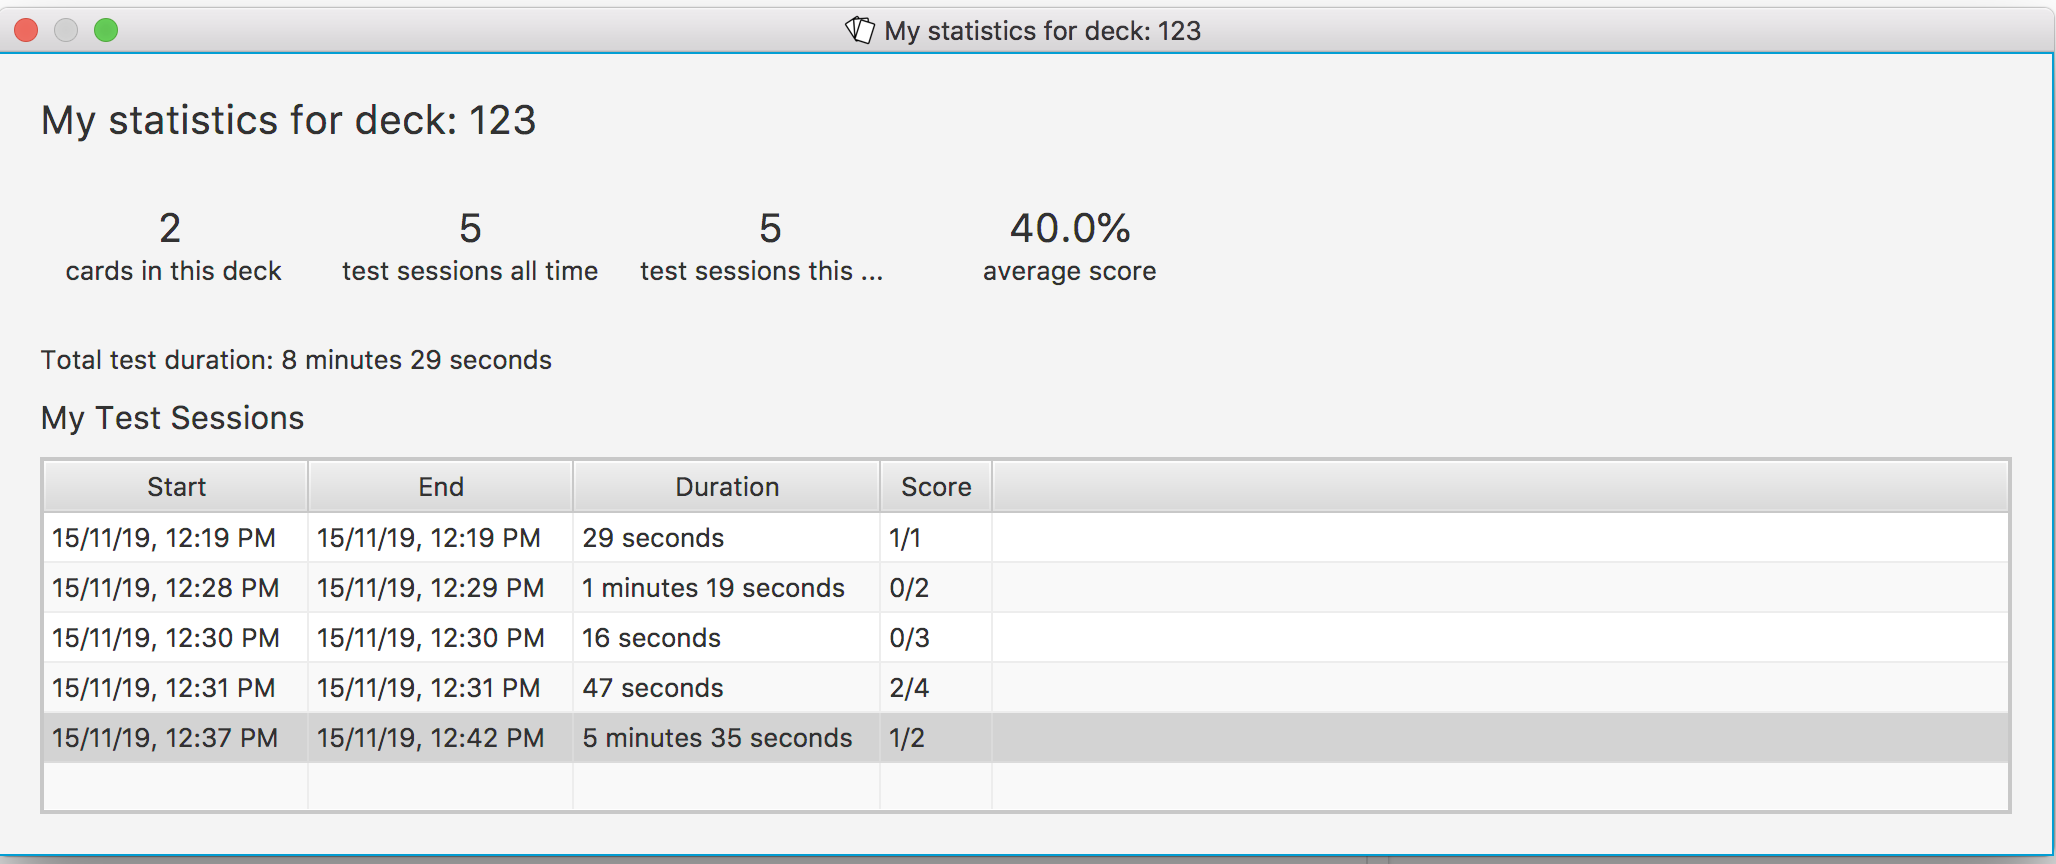 My statistics for deck: 123
My statistics for deck: 123
2 5 5 40.0%
cards in this deck test sessions all time test sessions this ... average score
Total test duration: 8 minutes 29 seconds
My Test Sessions
Start End Duration Score
15/11/19, 12:19 PM 15/11/19, 12:19 PM 29 seconds 1/1
15/11/19, 12:28 PM 15/11/19, 12:29 PM 1 minutes 19 seconds 0/2
15/11/19, 12:30 PM 15/11/19, 12:30 PM 16 seconds 0/3
15/11/19, 12:31 PM 15/11/19, 12:31 PM 47 seconds 2/4
15/11/19, 12:37 PM 15/11/19, 12:42 PM 5 minutes 35 seconds 1/2